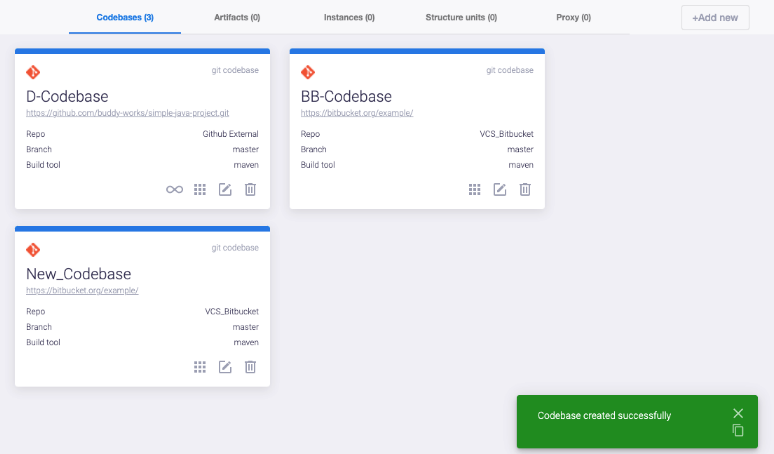 Codebases (3) Artifacts (0) Instances (0) Structure units (0) Proxy (0) +Add new
git codebase
D-Codebase
https://github.com/buddy-works/simple-java-project.git
Repo Github External
Branch master
Build tool maven
git codebase
BB-Codebase
https://bitbucket.org/example/
Repo VCS_Bitbucket
Branch master
Build tool maven
git codebase
New_Codebase
https://bitbucket.org/example/
Repo VCS_Bitbucket
Branch master
Build tool maven
Codebase created successfully